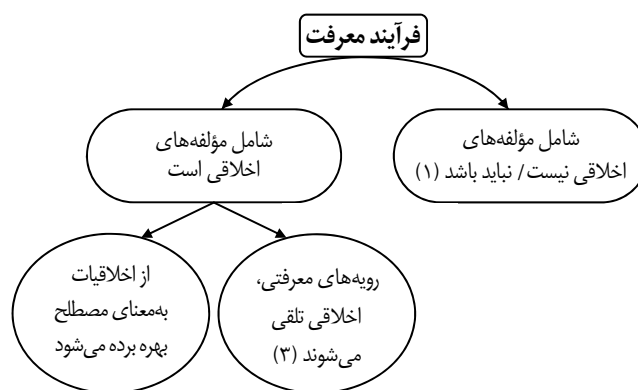 فرآیند معرفت
شامل مؤلفه‌های
اخلاقی نیست/ نباید باشد (۱)
شامل مؤلفه‌های
اخلاقی است
رویه‌های معرفتی،
اخلاقی تلقی
می‌شوند (۳)
از اخلاقیات
به‌معنای مصطلح
بهره برده می‌شود